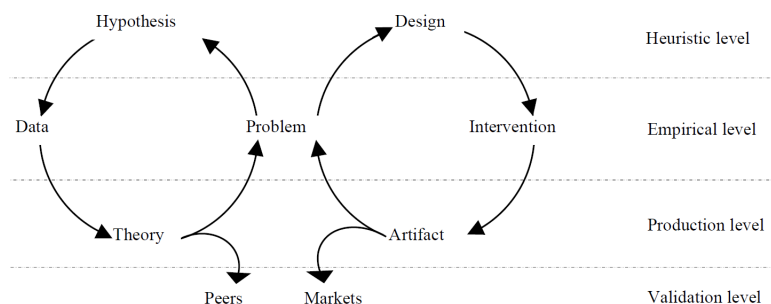 Hypothesis
Design
Heuristic level
Data
Problem
Intervention
Empirical level
Theory
Artifact
Production level
Peers
Markets
Validation level